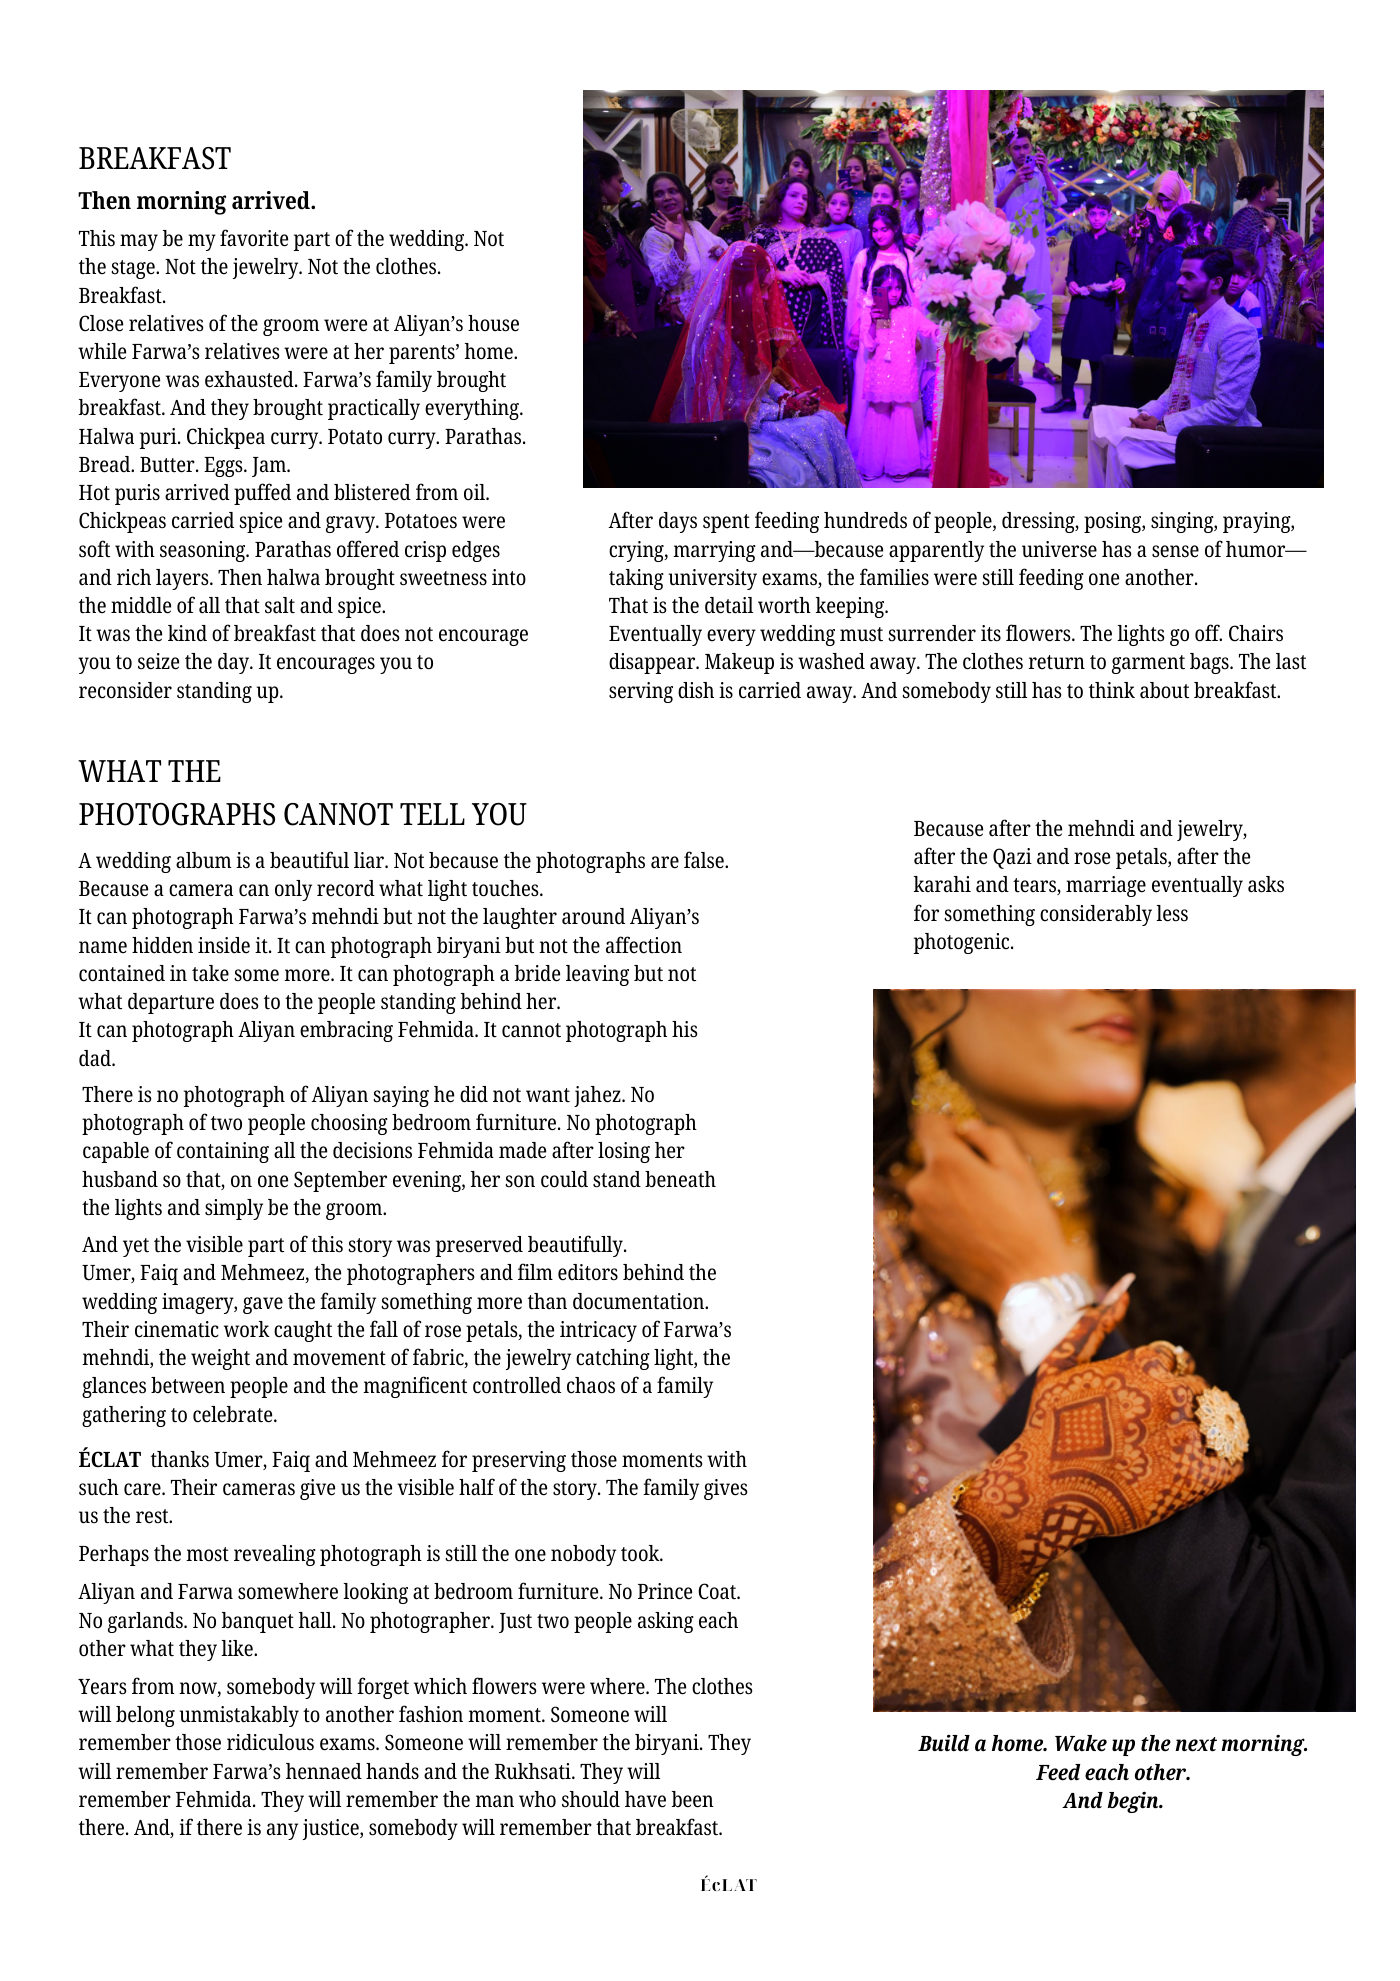 BREAKFAST
Then morning arrived.
This may be my favorite part of the wedding. Not
the stage. Not the jewelry. Not the clothes.
Breakfast.
Close relatives of the groom were at Aliyan’s house
while Farwa’s relatives were at her parents’ home.
Everyone was exhausted. Farwa’s family brought
breakfast. And they brought practically everything.
Halwa puri. Chickpea curry. Potato curry. Parathas.
Bread. Butter. Eggs. Jam.
Hot puris arrived puffed and blistered from oil.
Chickpeas carried spice and gravy. Potatoes were
soft with seasoning. Parathas offered crisp edges
and rich layers. Then halwa brought sweetness into
the middle of all that salt and spice.
It was the kind of breakfast that does not encourage
you to seize the day. It encourages you to
reconsider standing up.
After days spent feeding hundreds of people, dressing, posing, singing, praying,
crying, marrying and—because apparently the universe has a sense of humor—
taking university exams, the families were still feeding one another.
That is the detail worth keeping.
Eventually every wedding must surrender its flowers. The lights go off. Chairs
disappear. Makeup is washed away. The clothes return to garment bags. The last
serving dish is carried away. And somebody still has to think about breakfast.
WHAT THE
PHOTOGRAPHS CANNOT TELL YOU
A wedding album is a beautiful liar. Not because the photographs are false.
Because a camera can only record what light touches.
It can photograph Farwa’s mehndi but not the laughter around Aliyan’s
name hidden inside it. It can photograph biryani but not the affection
contained in take some more. It can photograph a bride leaving but not
what departure does to the people standing behind her.
It can photograph Aliyan embracing Fehmida. It cannot photograph his
dad.
There is no photograph of Aliyan saying he did not want jahez. No
photograph of two people choosing bedroom furniture. No photograph
capable of containing all the decisions Fehmida made after losing her
husband so that, on one September evening, her son could stand beneath
the lights and simply be the groom.
And yet the visible part of this story was preserved beautifully.
Umer, Faiq and Mehmeez, the photographers and film editors behind the
wedding imagery, gave the family something more than documentation.
Their cinematic work caught the fall of rose petals, the intricacy of Farwa’s
mehndi, the weight and movement of fabric, the jewelry catching light, the
glances between people and the magnificent controlled chaos of a family
gathering to celebrate.
ÉCLAT thanks Umer, Faiq and Mehmeez for preserving those moments with
such care. Their cameras give us the visible half of the story. The family gives
us the rest.
Perhaps the most revealing photograph is still the one nobody took.
Aliyan and Farwa somewhere looking at bedroom furniture. No Prince Coat.
No garlands. No banquet hall. No photographer. Just two people asking each
other what they like.
Years from now, somebody will forget which flowers were where. The clothes
will belong unmistakably to another fashion moment. Someone will
remember those ridiculous exams. Someone will remember the biryani. They
will remember Farwa’s hennaed hands and the Rukhsati. They will
remember Fehmida. They will remember the man who should have been
there. And, if there is any justice, somebody will remember that breakfast.
Because after the mehndi and jewelry,
after the Qazi and rose petals, after the
karahi and tears, marriage eventually asks
for something considerably less
photogenic.
Build a home. Wake up the next morning.
Feed each other.
And begin.
ÉcLAT